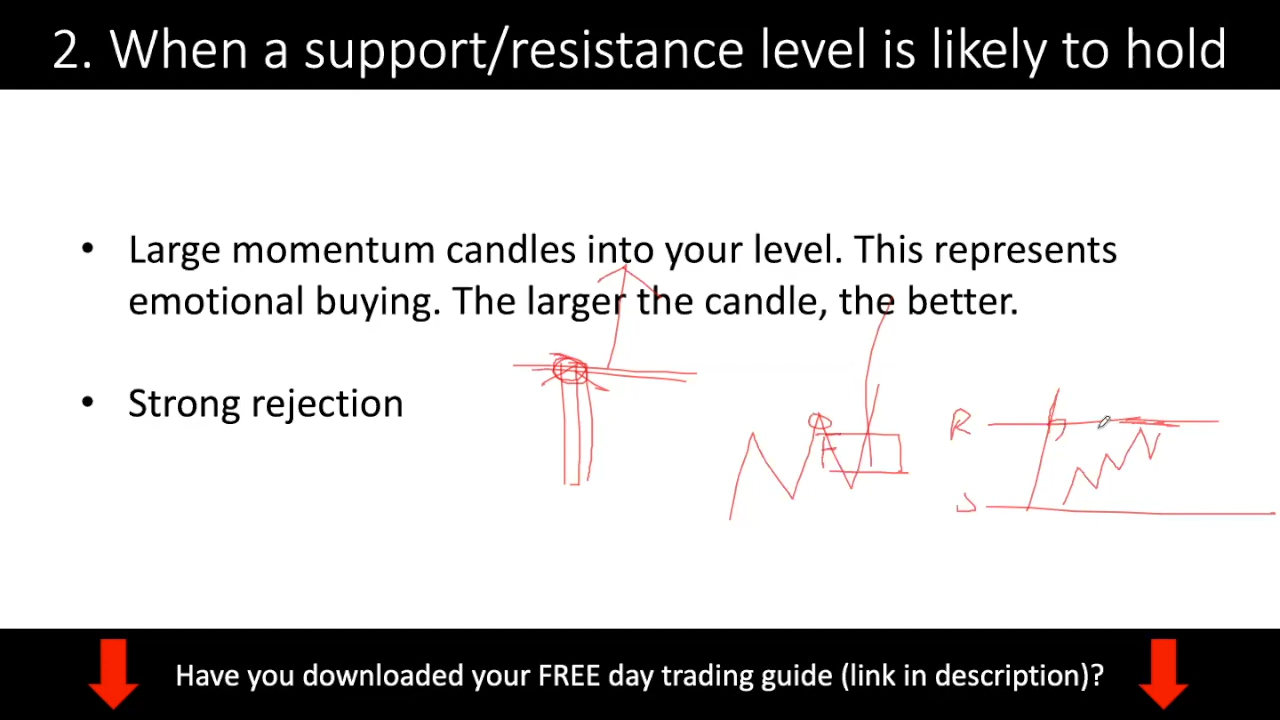 2. When a support/resistance level is likely to hold
• Large momentum candles into your level. This represents
emotional buying. The larger the candle, the better.
• Strong rejection
R
S
Have you downloaded your FREE day trading guide (link in description)?